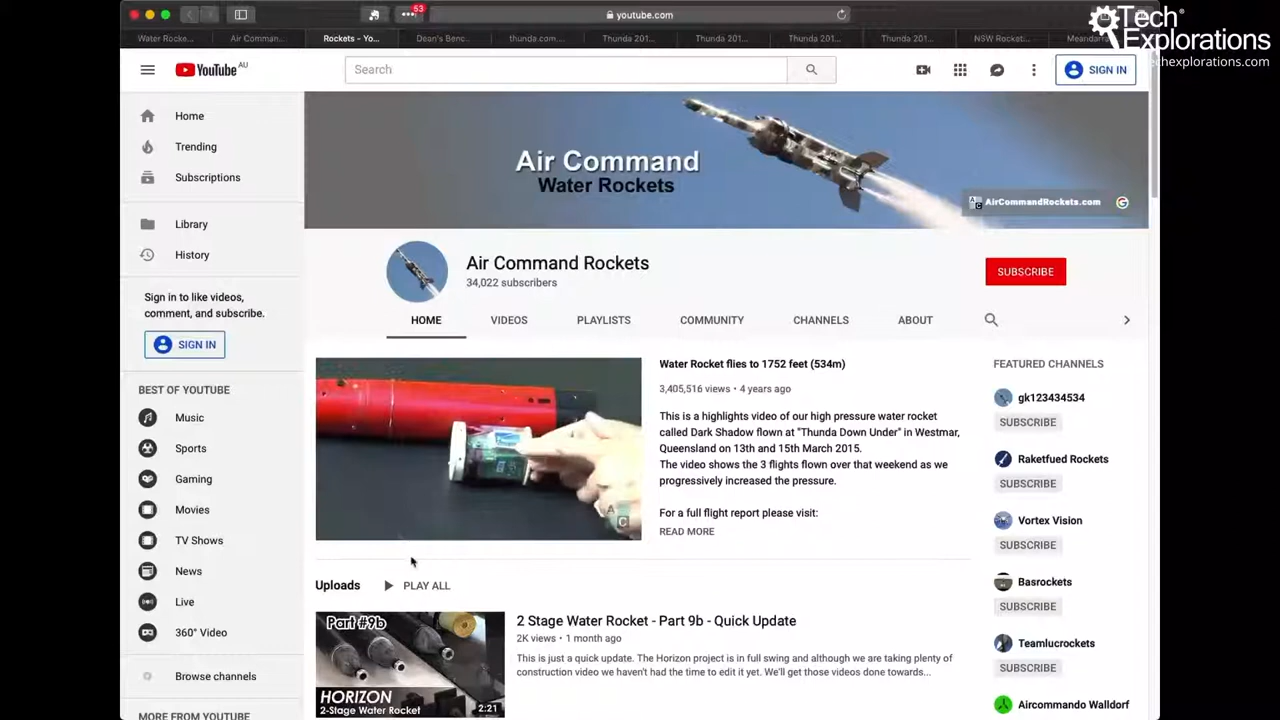 53
youtube.com
Tech®
Explorations
techexplorations.com
Water Rocke...
Air Comman...
Rockets - Yo...
Dean's Benc...
thunda.com...
Thunda 201...
Thunda 201...
Thunda 201...
Thunda 201...
NSW Rocket...
YouTube AU
Search
SIGN IN
Home
Trending
Subscriptions
Library
History
Sign in to like videos,
comment, and subscribe.
SIGN IN
BEST OF YOUTUBE
Music
Sports
Gaming
Movies
TV Shows
News
Live
360° Video
Browse channels
MORE FROM YOUTUBE
Air Command
Water Rockets
AirCommandRockets.com
Air Command Rockets
34,022 subscribers
SUBSCRIBE
HOME
VIDEOS
PLAYLISTS
COMMUNITY
CHANNELS
ABOUT
Water Rocket flies to 1752 feet (534m)
3,405,516 views • 4 years ago
This is a highlights video of our high pressure water rocket
called Dark Shadow flown at "Thunda Down Under" in Westmar,
Queensland on 13th and 15th March 2015.
The video shows the 3 flights flown over that weekend as we
progressively increased the pressure.
For a full flight report please visit:
READ MORE
Uploads
PLAY ALL
Part #9b
HORIZON
2-Stage Water Rocket
2:21
2 Stage Water Rocket - Part 9b - Quick Update
2K views • 1 month ago
This is just a quick update. The Horizon project is in full swing and although we are taking plenty of
construction video we haven't had the time to edit it yet. We'll get those videos done towards...
FEATURED CHANNELS
gk123434534
SUBSCRIBE
Raketfued Rockets
SUBSCRIBE
Vortex Vision
SUBSCRIBE
Basrockets
SUBSCRIBE
Teamlucrockets
SUBSCRIBE
Aircommando Walldorf